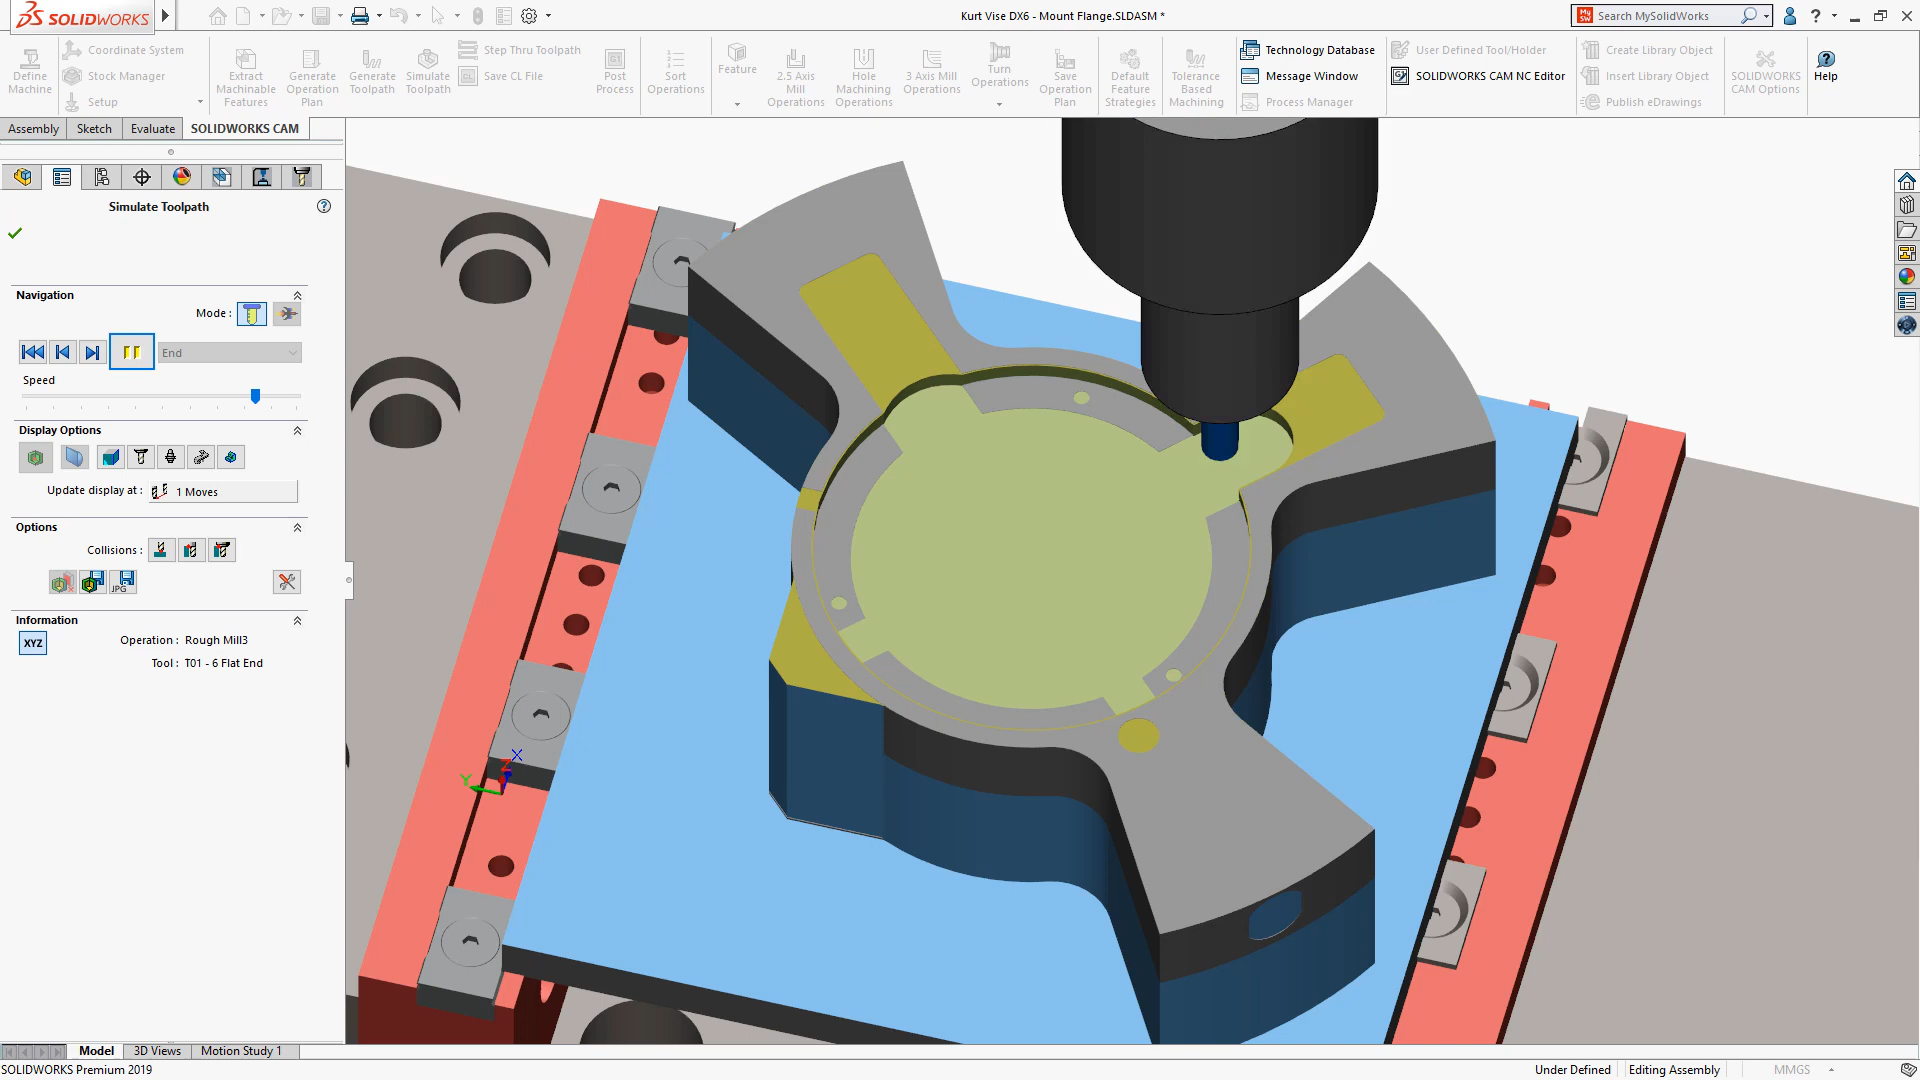 SOLIDWORKS
Kurt Vise DX6 - Mount Flange.SLDASM *
Search MySolidWorks
Define Machine
Coordinate System
Stock Manager
Setup
Extract Machinable Features
Generate Operation Plan
Generate Toolpath
Simulate Toolpath
Step Thru Toolpath
Save CL File
Post Process
Sort Operations
Feature
2.5 Axis Mill Operations
Hole Machining Operations
3 Axis Mill Operations
Turn Operations
Save Operation Plan
Default Feature Strategies
Tolerance Based Machining
Technology Database
Message Window
Process Manager
User Defined Tool/Holder
SOLIDWORKS CAM NC Editor
Create Library Object
Insert Library Object
Publish eDrawings
SOLIDWORKS CAM Options
Help
Assembly
Sketch
Evaluate
SOLIDWORKS CAM
Simulate Toolpath
Navigation
Mode :
End
Speed
Display Options
Update display at :
1 Moves
Options
Collisions :
JPG
Information
XYZ
Operation : Rough Mill3
Tool : T01 - 6 Flat End
X
Z
Y
Model
3D Views
Motion Study 1
SOLIDWORKS Premium 2019
Under Defined
Editing Assembly
MMGS